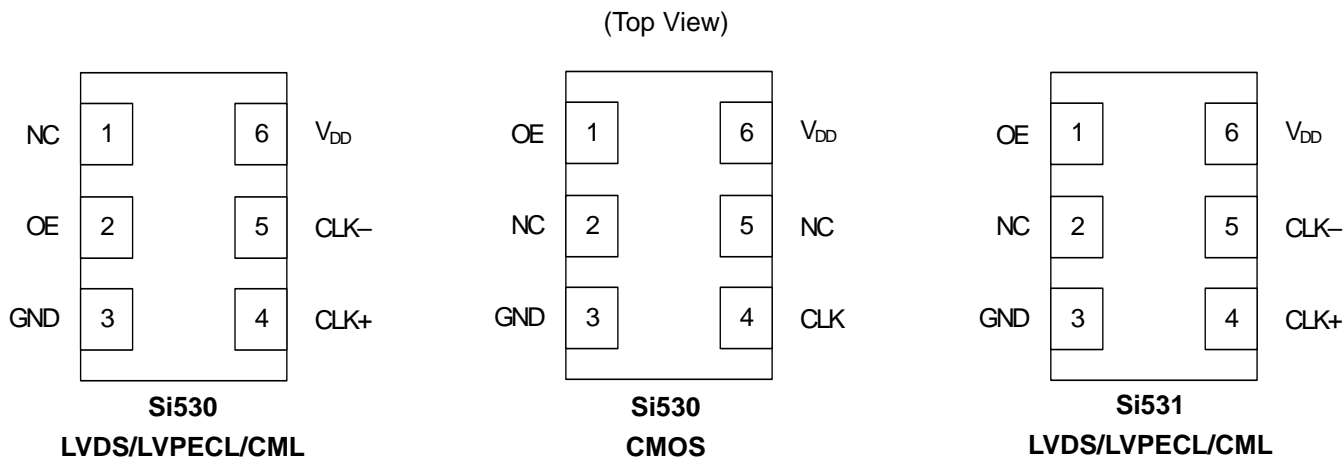 (Top View)
NC 1 6 VDD
OE 2 5 CLK–
GND 3 4 CLK+
Si530
LVDS/LVPECL/CML
OE 1 6 VDD
NC 2 5 NC
GND 3 4 CLK
Si530
CMOS
OE 1 6 VDD
NC 2 5 CLK–
GND 3 4 CLK+
Si531
LVDS/LVPECL/CML